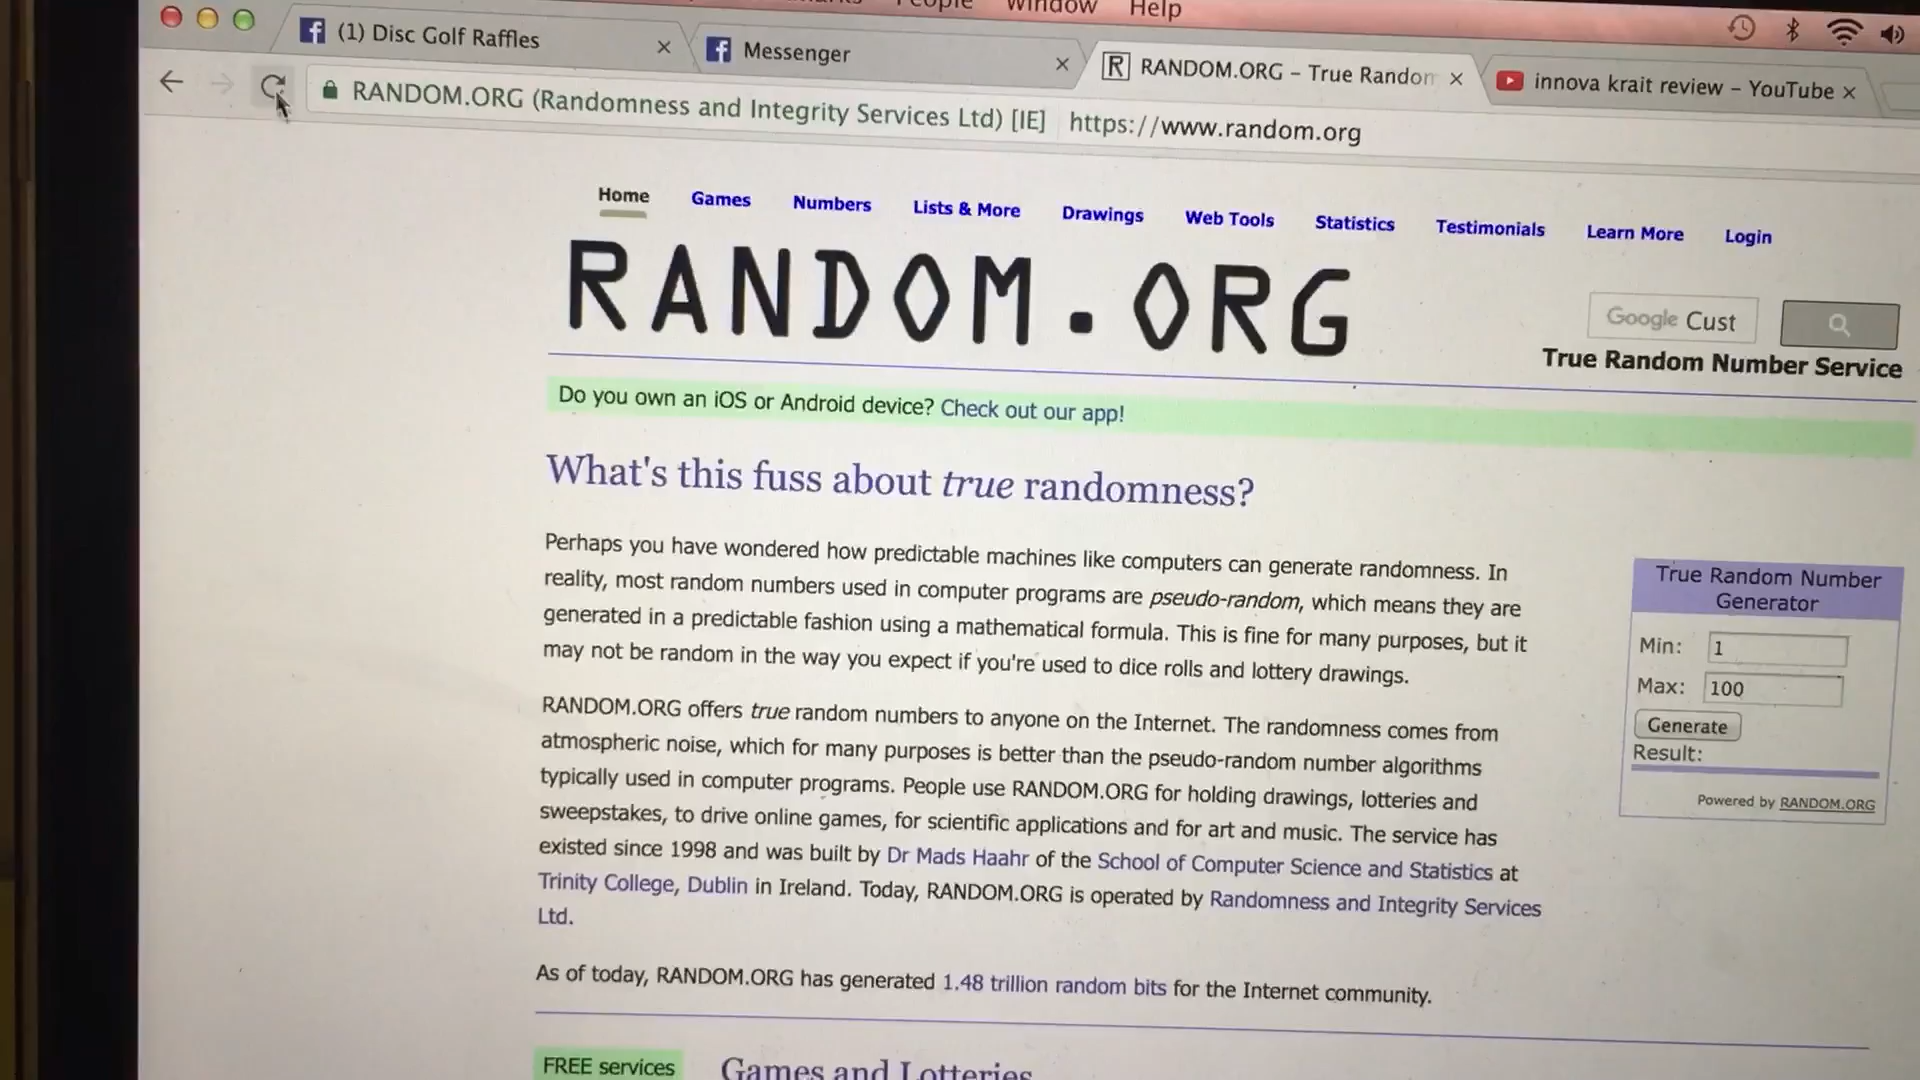 People Window Help
(1) Disc Golf Raffles
Messenger
RANDOM.ORG – True Random
innova krait review – YouTube
RANDOM.ORG (Randomness and Integrity Services Ltd) [IE] https://www.random.org
Home Games Numbers Lists & More Drawings Web Tools Statistics Testimonials Learn More Login
RANDOM.ORG
Google Cust
True Random Number Service
Do you own an iOS or Android device? Check out our app!
What's this fuss about true randomness?
Perhaps you have wondered how predictable machines like computers can generate randomness. In
reality, most random numbers used in computer programs are pseudo-random, which means they are
generated in a predictable fashion using a mathematical formula. This is fine for many purposes, but it
may not be random in the way you expect if you're used to dice rolls and lottery drawings.
RANDOM.ORG offers true random numbers to anyone on the Internet. The randomness comes from
atmospheric noise, which for many purposes is better than the pseudo-random number algorithms
typically used in computer programs. People use RANDOM.ORG for holding drawings, lotteries and
sweepstakes, to drive online games, for scientific applications and for art and music. The service has
existed since 1998 and was built by Dr Mads Haahr of the School of Computer Science and Statistics at
Trinity College, Dublin in Ireland. Today, RANDOM.ORG is operated by Randomness and Integrity Services
Ltd.
As of today, RANDOM.ORG has generated 1.48 trillion random bits for the Internet community.
True Random Number
Generator
Min: 1
Max: 100
Generate
Result:
Powered by RANDOM.ORG
FREE services
Games and Lotteries